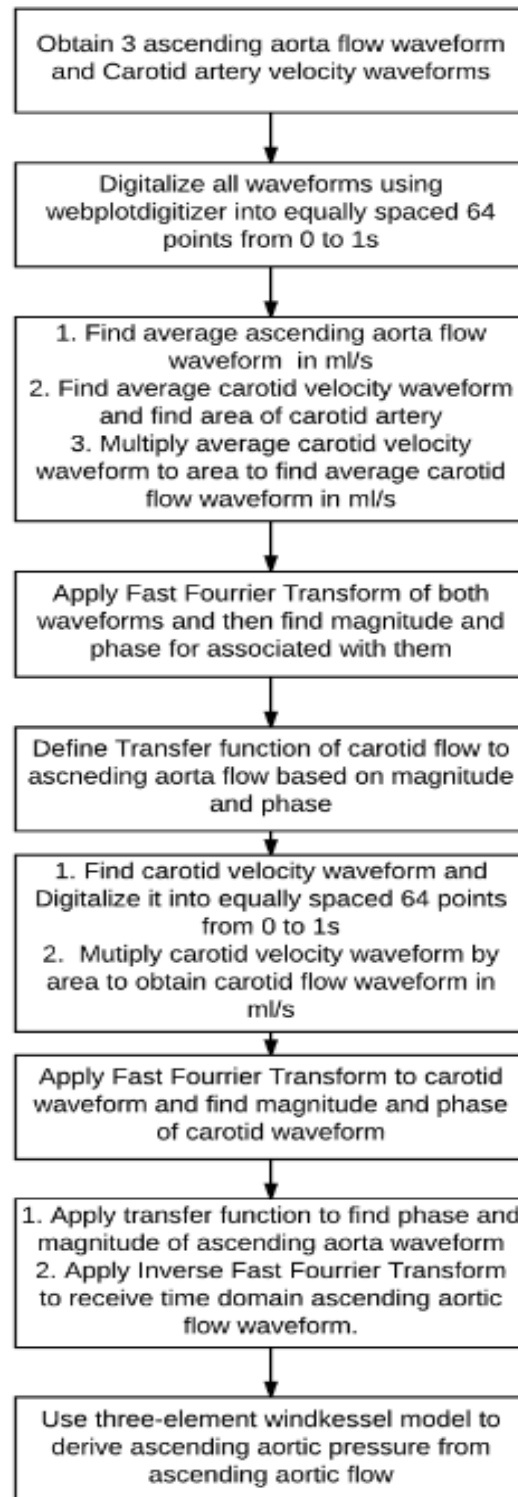 Obtain 3 ascending aorta flow waveform
and Carotid artery velocity waveforms
Digitalize all waveforms using
webplotdigitizer into equally spaced 64
points from 0 to 1s
1. Find average ascending aorta flow
waveform in ml/s
2. Find average carotid velocity waveform
and find area of carotid artery
3. Multiply average carotid velocity
waveform to area to find average carotid
flow waveform in ml/s
Apply Fast Fourrier Transform of both
waveforms and then find magnitude and
phase for associated with them
Define Transfer function of carotid flow to
ascneding aorta flow based on magnitude
and phase
1. Find carotid velocity waveform and
Digitalize it into equally spaced 64 points
from 0 to 1s
2. Mutiply carotid velocity waveform by
area to obtain carotid flow waveform in
ml/s
Apply Fast Fourrier Transform to carotid
waveform and find magnitude and phase
of carotid waveform
1. Apply transfer function to find phase and
magnitude of ascending aorta waveform
2. Apply Inverse Fast Fourrier Transform
to receive time domain ascending aortic
flow waveform.
Use three-element windkessel model to
derive ascending aortic pressure from
ascending aortic flow